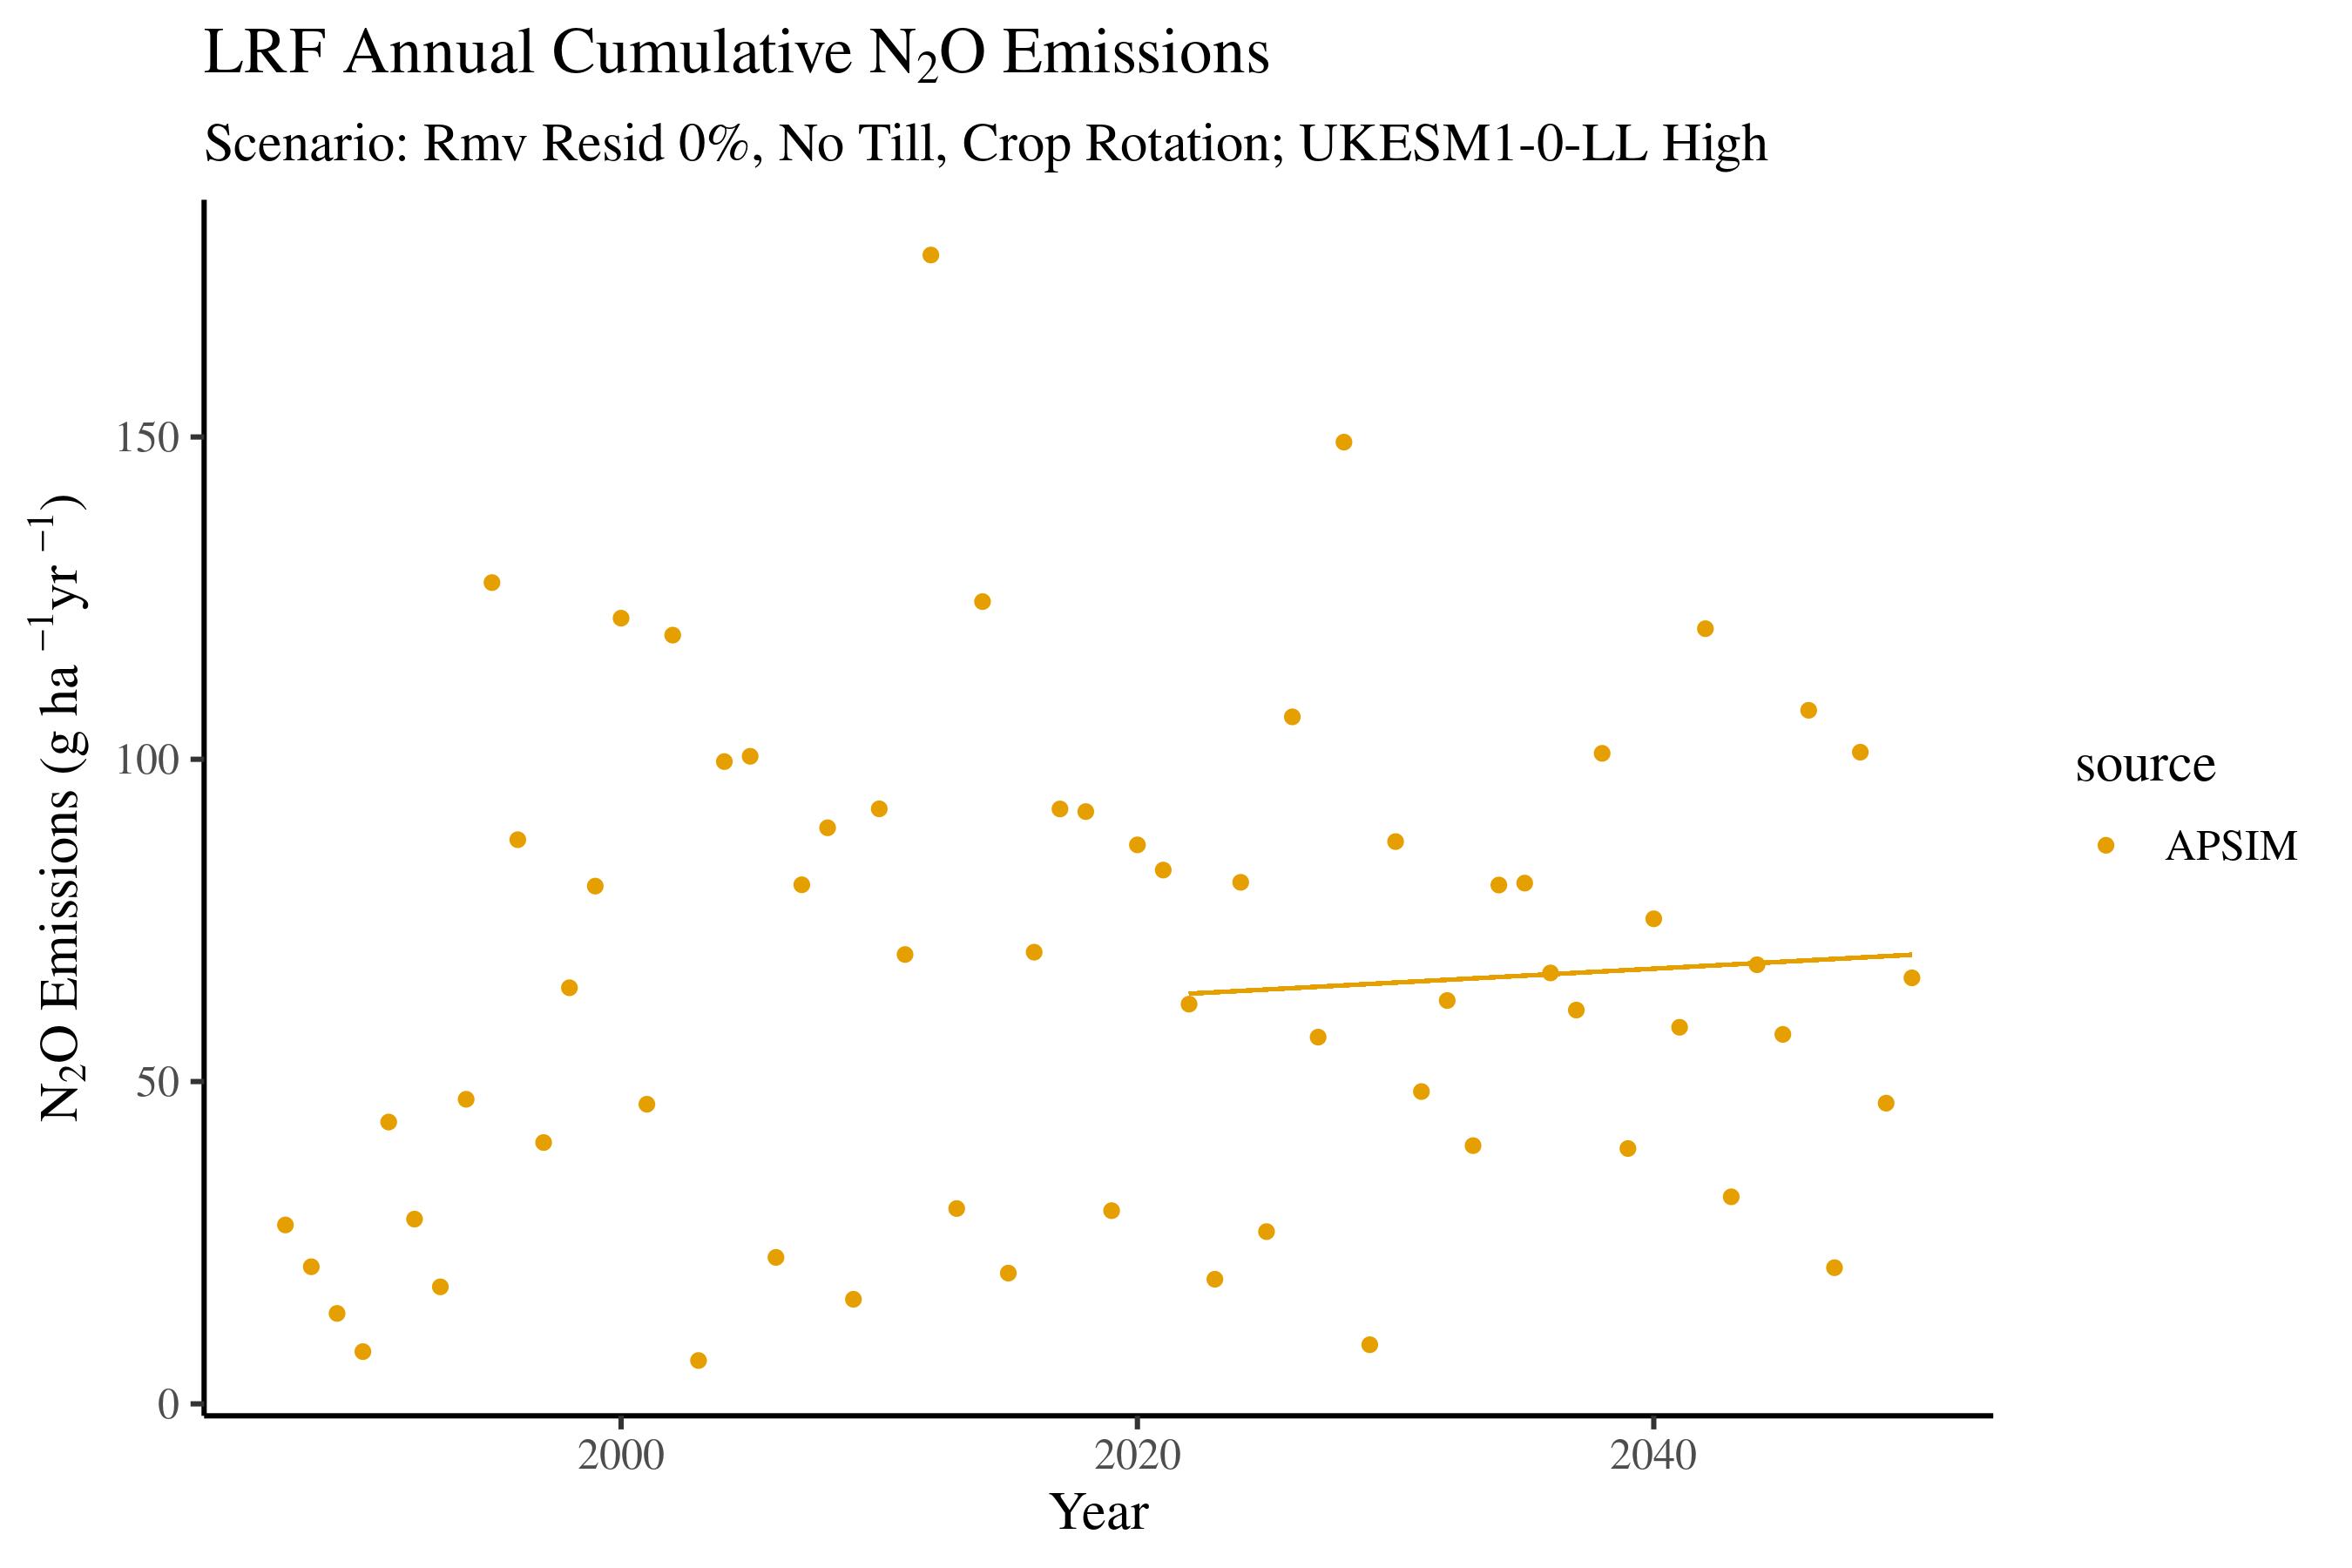 LRF Annual Cumulative N₂O Emissions
Scenario: Rmv Resid 0%, No Till, Crop Rotation; UKESM1-0-LL High
N₂O Emissions (g ha⁻¹yr⁻¹)
150
100
50
0
2000 2020 2040
Year
source
APSIM